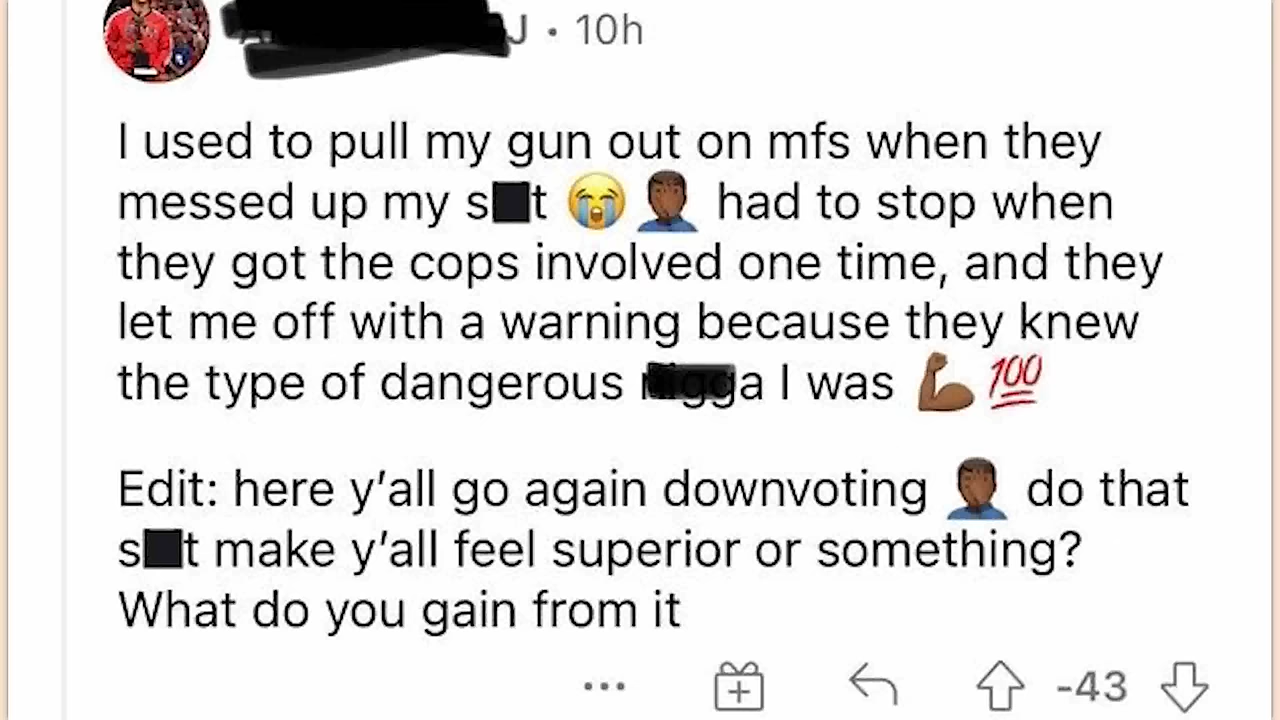 J • 10h
I used to pull my gun out on mfs when they
messed up my s■t 😭🤦🏾‍♂️ had to stop when
they got the cops involved one time, and they
let me off with a warning because they knew
the type of dangerous nigga I was 💪🏾💯
Edit: here y’all go again downvoting 🤦🏾‍♂️ do that
s■t make y’all feel superior or something?
What do you gain from it
-43